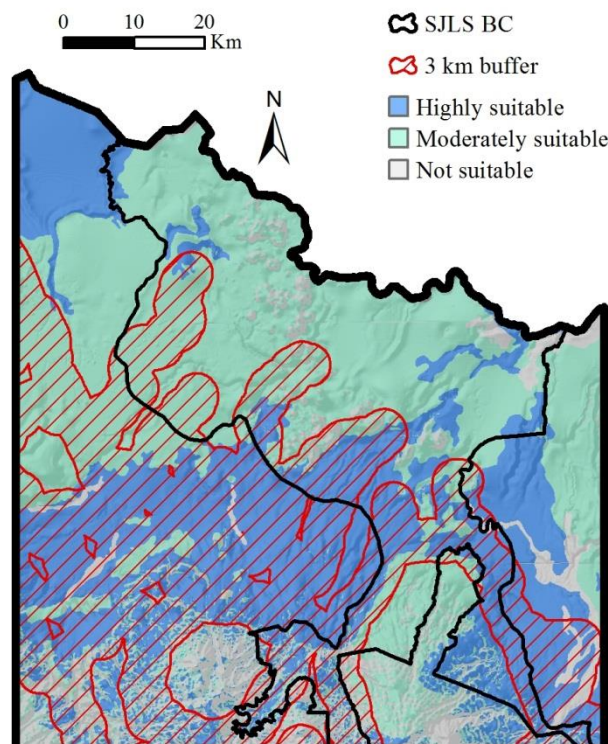 0 10 20
Km
N
SJLS BC
3 km buffer
Highly suitable
Moderately suitable
Not suitable